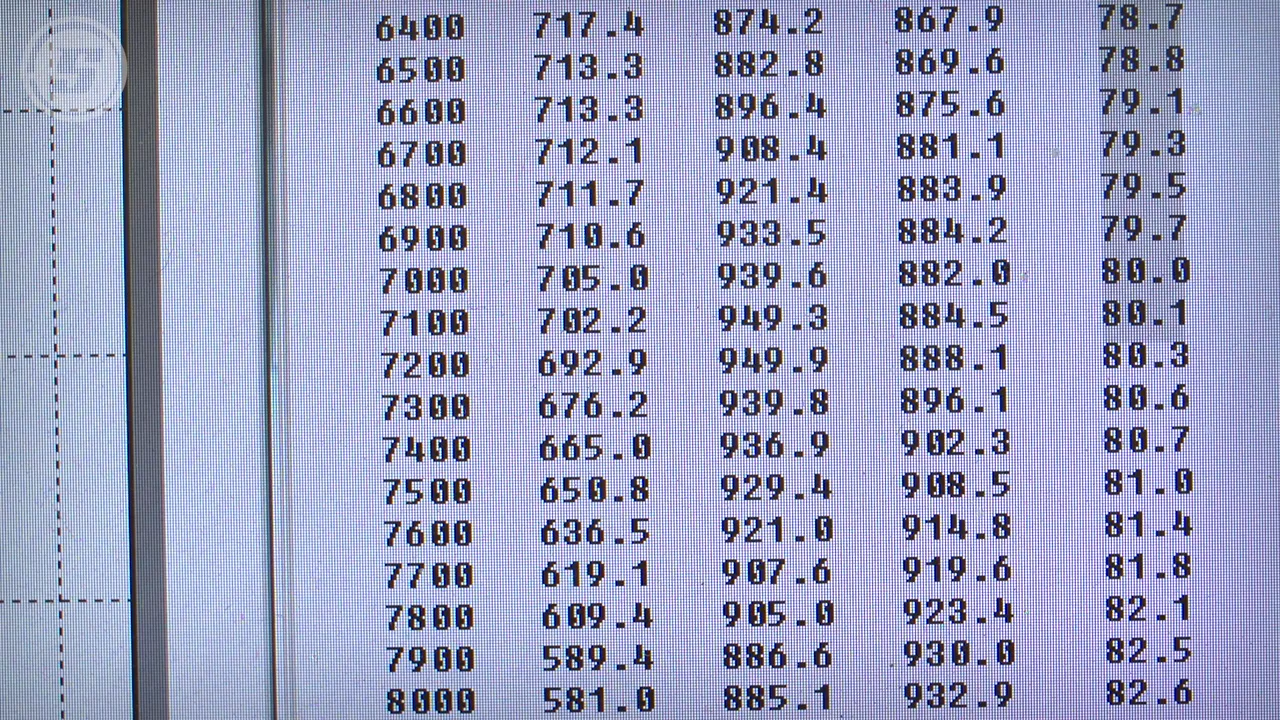 6400 717.4 874.2 867.9 78.7
6500 713.3 882.8 869.6 78.8
6600 713.3 896.4 875.6 79.1
6700 712.1 908.4 881.1 79.3
6800 711.7 921.4 883.9 79.5
6900 710.6 933.5 884.2 79.7
7000 705.0 939.6 882.0 80.0
7100 702.2 949.3 884.5 80.1
7200 692.9 949.9 888.1 80.3
7300 676.2 939.8 896.1 80.6
7400 665.0 936.9 902.3 80.7
7500 650.8 929.4 908.5 81.0
7600 636.5 921.0 914.8 81.4
7700 619.1 907.6 919.6 81.8
7800 609.4 905.0 923.4 82.1
7900 589.4 886.6 930.0 82.5
8000 581.0 885.1 932.9 82.6